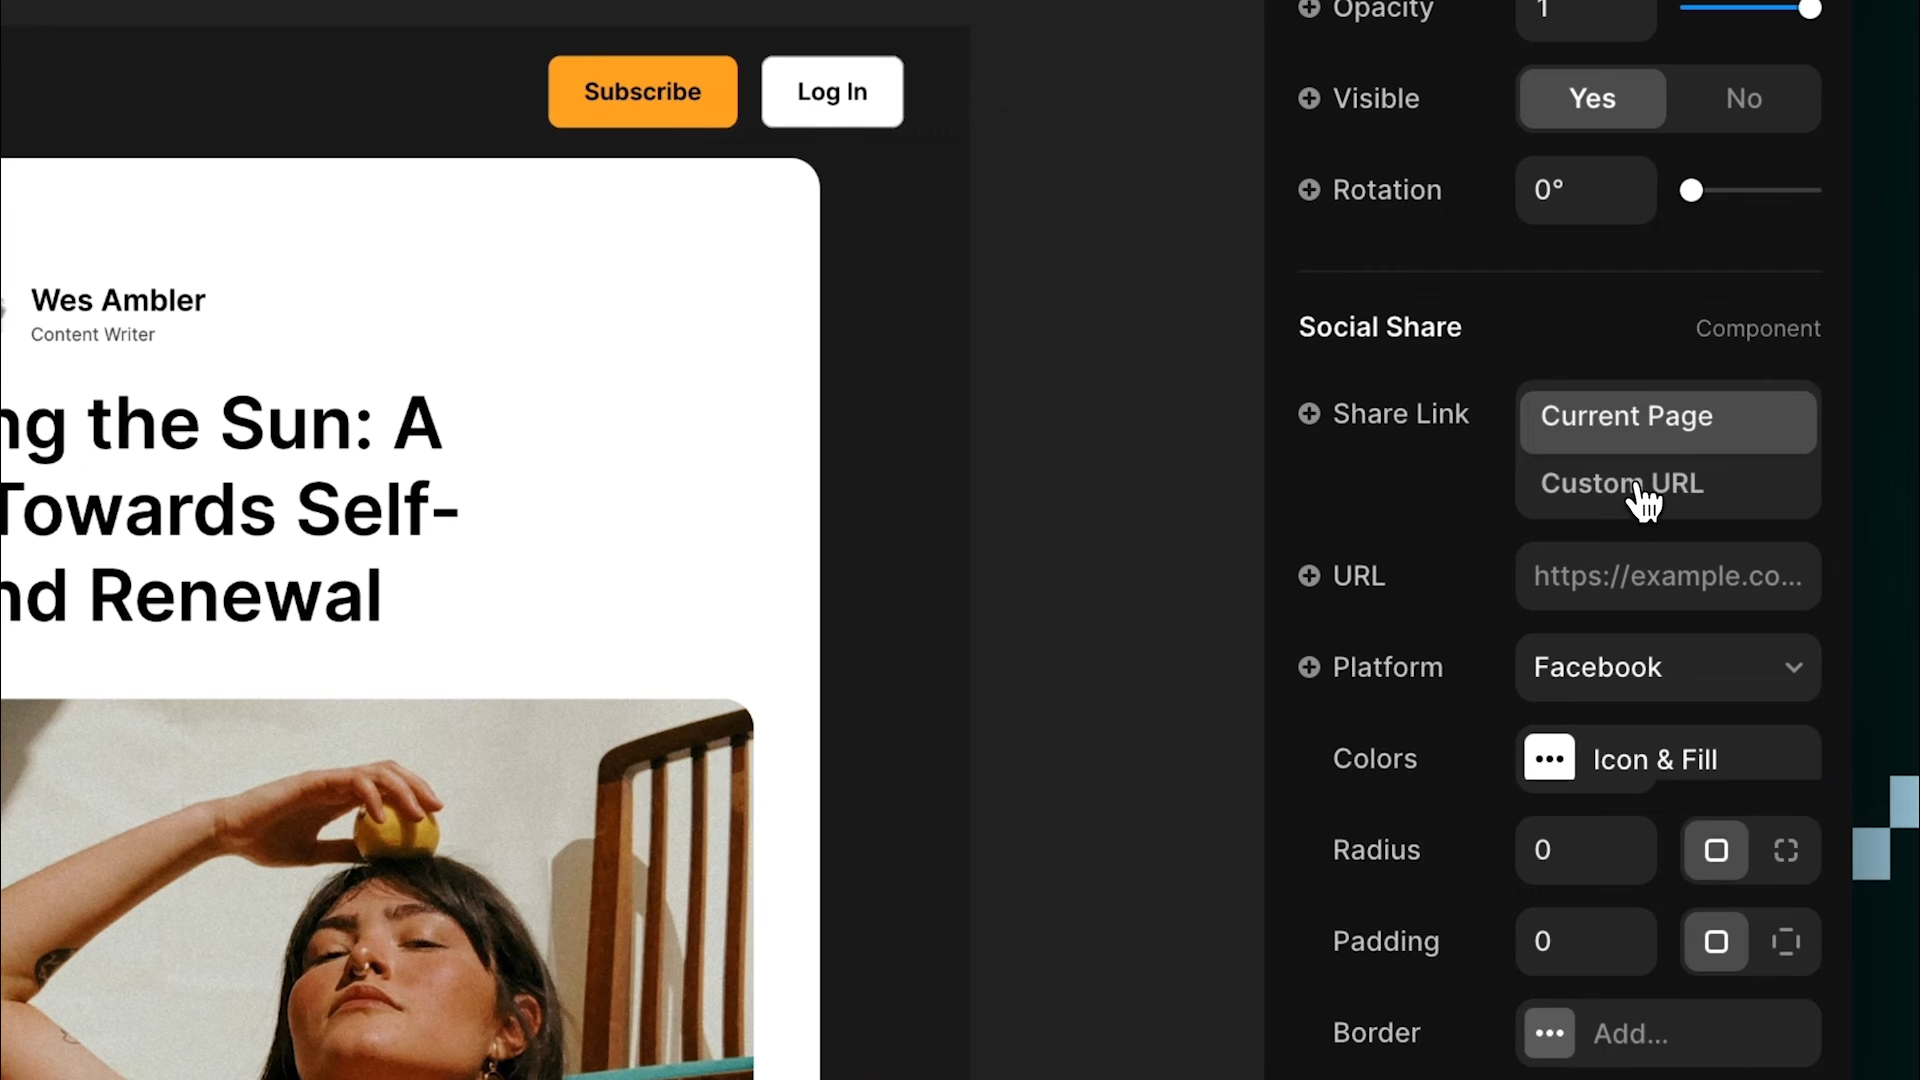 Subscribe
Log In
Wes Ambler
Content Writer
ng the Sun: A
Towards Self-
nd Renewal
Opacity
1
Visible
Yes
No
Rotation
0°
Social Share
Component
Share Link
Current Page
Custom URL
URL
https://example.co...
Platform
Facebook
Colors
Icon & Fill
Radius
0
Padding
0
Border
Add...